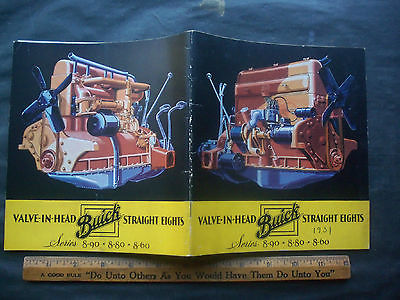 VALVE-IN-HEAD Buick STRAIGHT EIGHTS
Series 8-90 • 8-80 • 8-60
VALVE-IN-HEAD Buick STRAIGHT EIGHTS
1931
Series 8-90 • 8-80 • 8-60
A GOOD RULE "Do Unto Others As You Would Have Them Do Unto You"